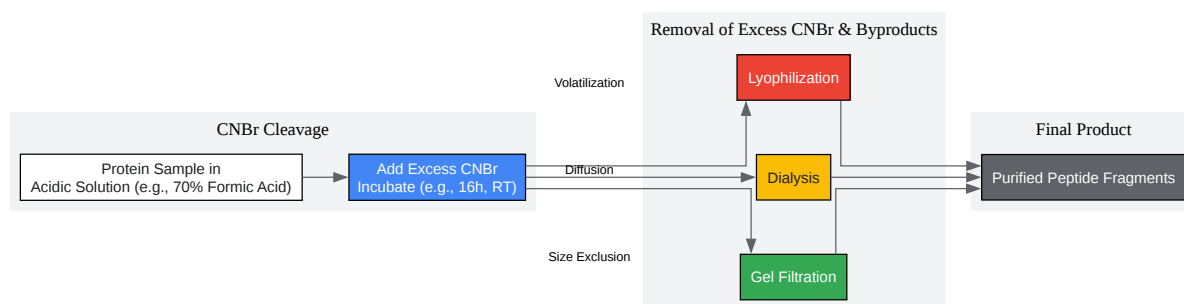 CNBr Cleavage
Protein Sample in
Acidic Solution (e.g., 70% Formic Acid)
Add Excess CNBr
Incubate (e.g., 16h, RT)
Volatilization
Diffusion
Size Exclusion
Removal of Excess CNBr & Byproducts
Lyophilization
Dialysis
Gel Filtration
Final Product
Purified Peptide Fragments